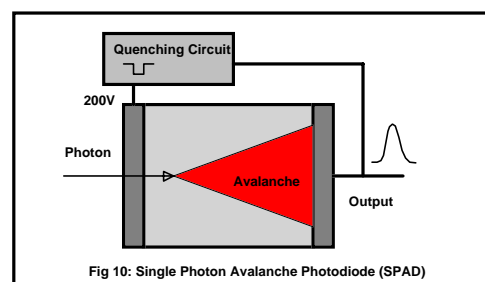 Quenching Circuit
200V
Photon
Avalanche
Output
Fig 10: Single Photon Avalanche Photodiode (SPAD)